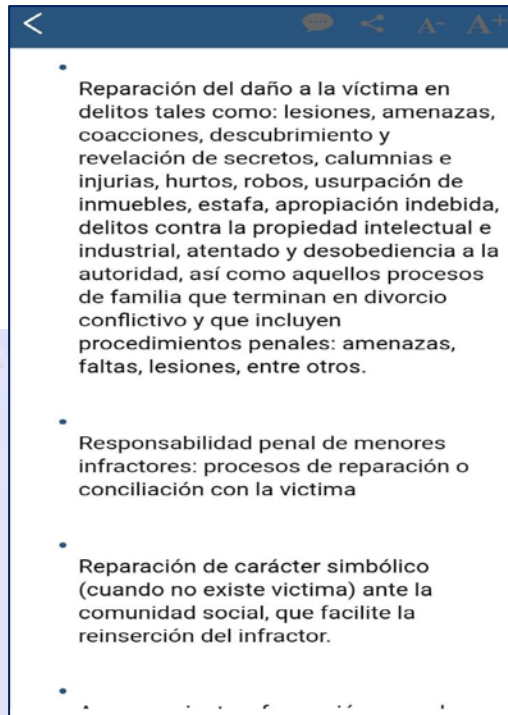 A- A+
Reparación del daño a la víctima en
delitos tales como: lesiones, amenazas,
coacciones, descubrimiento y
revelación de secretos, calumnias e
injurias, hurtos, robos, usurpación de
inmuebles, estafa, apropiación indebida,
delitos contra la propiedad intelectual e
industrial, atentado y desobediencia a la
autoridad, así como aquellos procesos
de familia que terminan en divorcio
conflictivo y que incluyen
procedimientos penales: amenazas,
faltas, lesiones, entre otros.
Responsabilidad penal de menores
infractores: procesos de reparación o
conciliación con la victima
Reparación de carácter simbólico
(cuando no existe victima) ante la
comunidad social, que facilite la
reinserción del infractor.